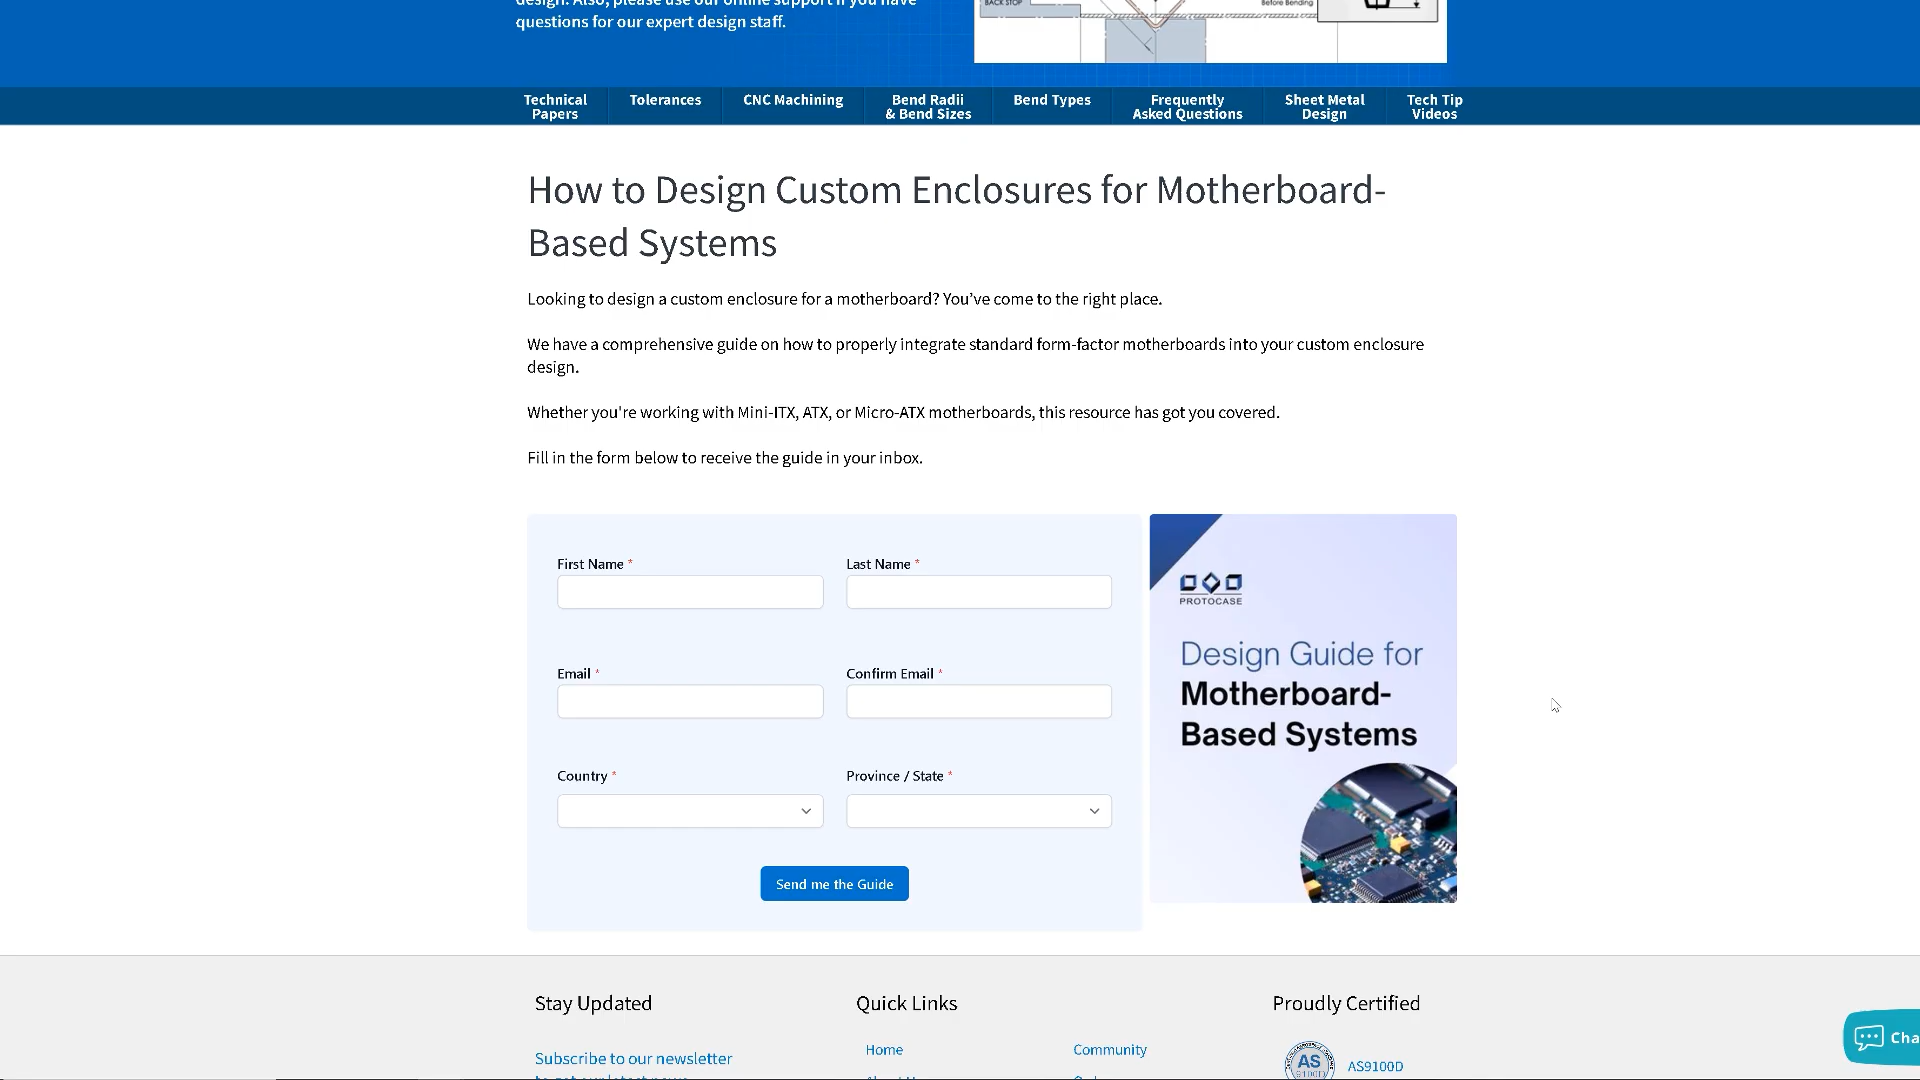 questions for our expert design staff.
BACK STOP
Before Bending
Technical
Papers
Tolerances
CNC Machining
Bend Radii
& Bend Sizes
Bend Types
Frequently
Asked Questions
Sheet Metal
Design
Tech Tip
Videos
How to Design Custom Enclosures for Motherboard-
Based Systems
Looking to design a custom enclosure for a motherboard? You’ve come to the right place.
We have a comprehensive guide on how to properly integrate standard form-factor motherboards into your custom enclosure
design.
Whether you're working with Mini-ITX, ATX, or Micro-ATX motherboards, this resource has got you covered.
Fill in the form below to receive the guide in your inbox.
First Name *
Last Name *
Email *
Confirm Email *
Country *
Province / State *
Send me the Guide
PROTOCASE
Design Guide for
Motherboard-
Based Systems
Stay Updated
Quick Links
Proudly Certified
Subscribe to our newsletter
Home
Community
AS
9100D
AS9100D
Cha